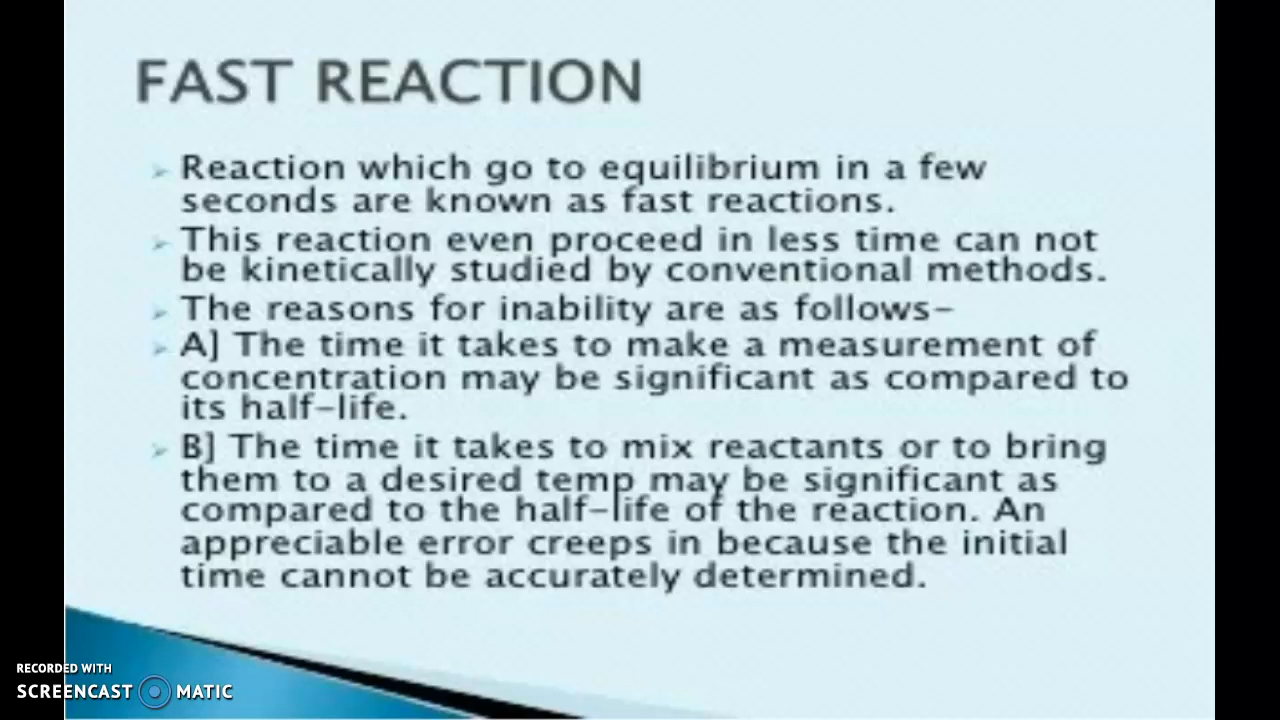 FAST REACTION
Reaction which go to equilibrium in a few
seconds are known as fast reactions.
This reaction even proceed in less time can not
be kinetically studied by conventional methods.
The reasons for inability are as follows-
A] The time it takes to make a measurement of
concentration may be significant as compared to
its half-life.
B] The time it takes to mix reactants or to bring
them to a desired temp may be significant as
compared to the half-life of the reaction. An
appreciable error creeps in because the initial
time cannot be accurately determined.
RECORDED WITH
SCREENCAST MATIC